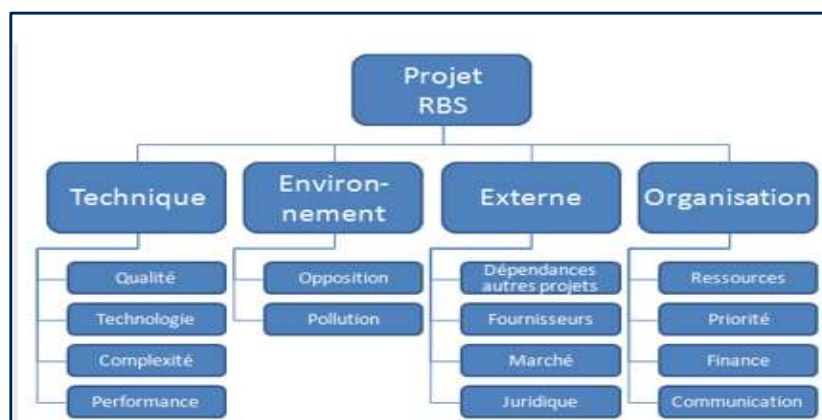 Projet
RBS
Technique
Environ-
nement
Externe
Organisation
Qualité
Technologie
Complexité
Performance
Opposition
Pollution
Dépendances
autres projets
Fournisseurs
Marché
Juridique
Ressources
Priorité
Finance
Communication